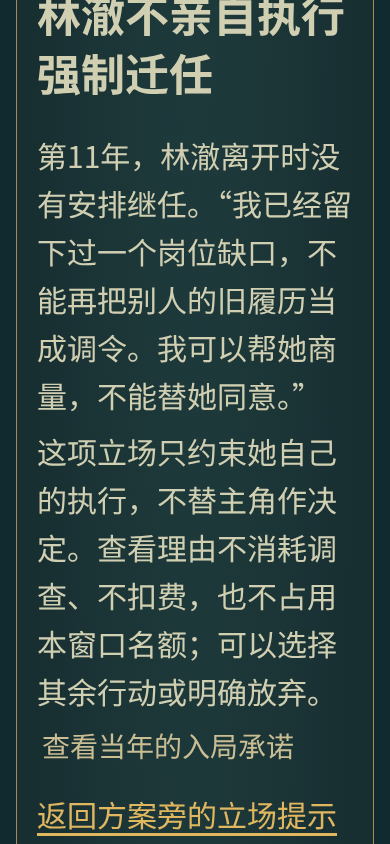 林澈不亲自执行
强制迁任
第11年，林澈离开时没
有安排继任。“我已经留
下过一个岗位缺口，不
能再把别人的旧履历当
成调令。我可以帮她商
量，不能替她同意。”
这项立场只约束她自己
的执行，不替主角作决
定。查看理由不消耗调
查、不扣费，也不占用
本窗口名额；可以选择
其余行动或明确放弃。
查看当年的入局承诺
返回方案旁的立场提示